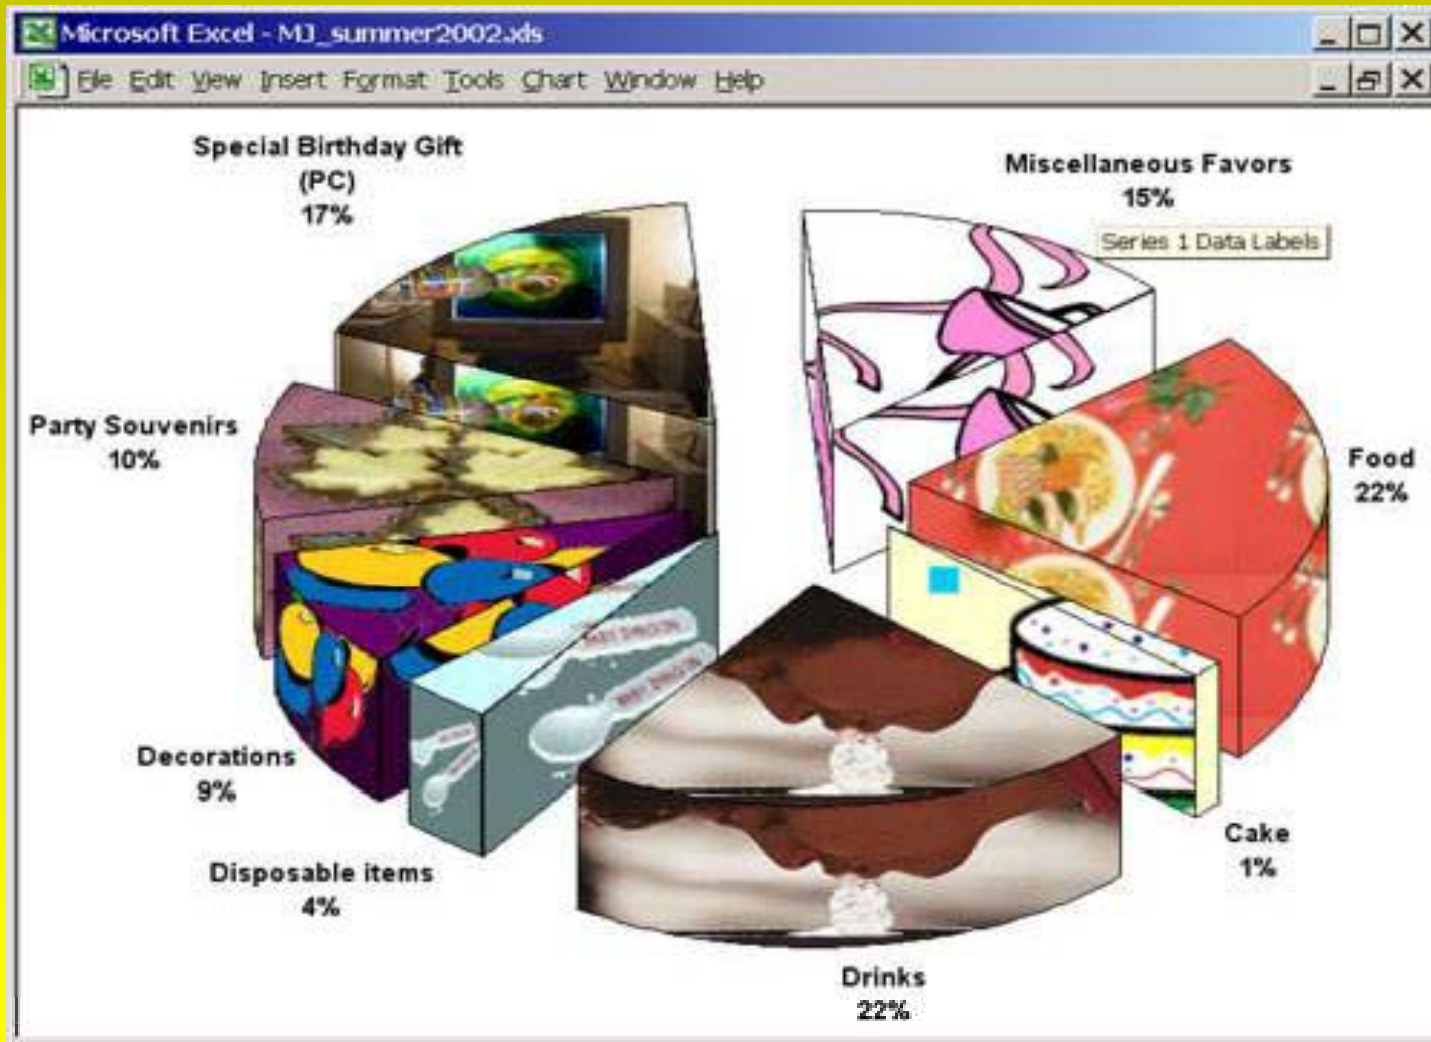 Microsoft Excel - MJ_summer2002.xls
File Edit View Insert Format Tools Chart Window Help
Special Birthday Gift
(PC)
17%
Miscellaneous Favors
15%
Series 1 Data Labels
Party Souvenirs
10%
Food
22%
Decorations
9%
Disposable items
4%
Cake
1%
Drinks
22%